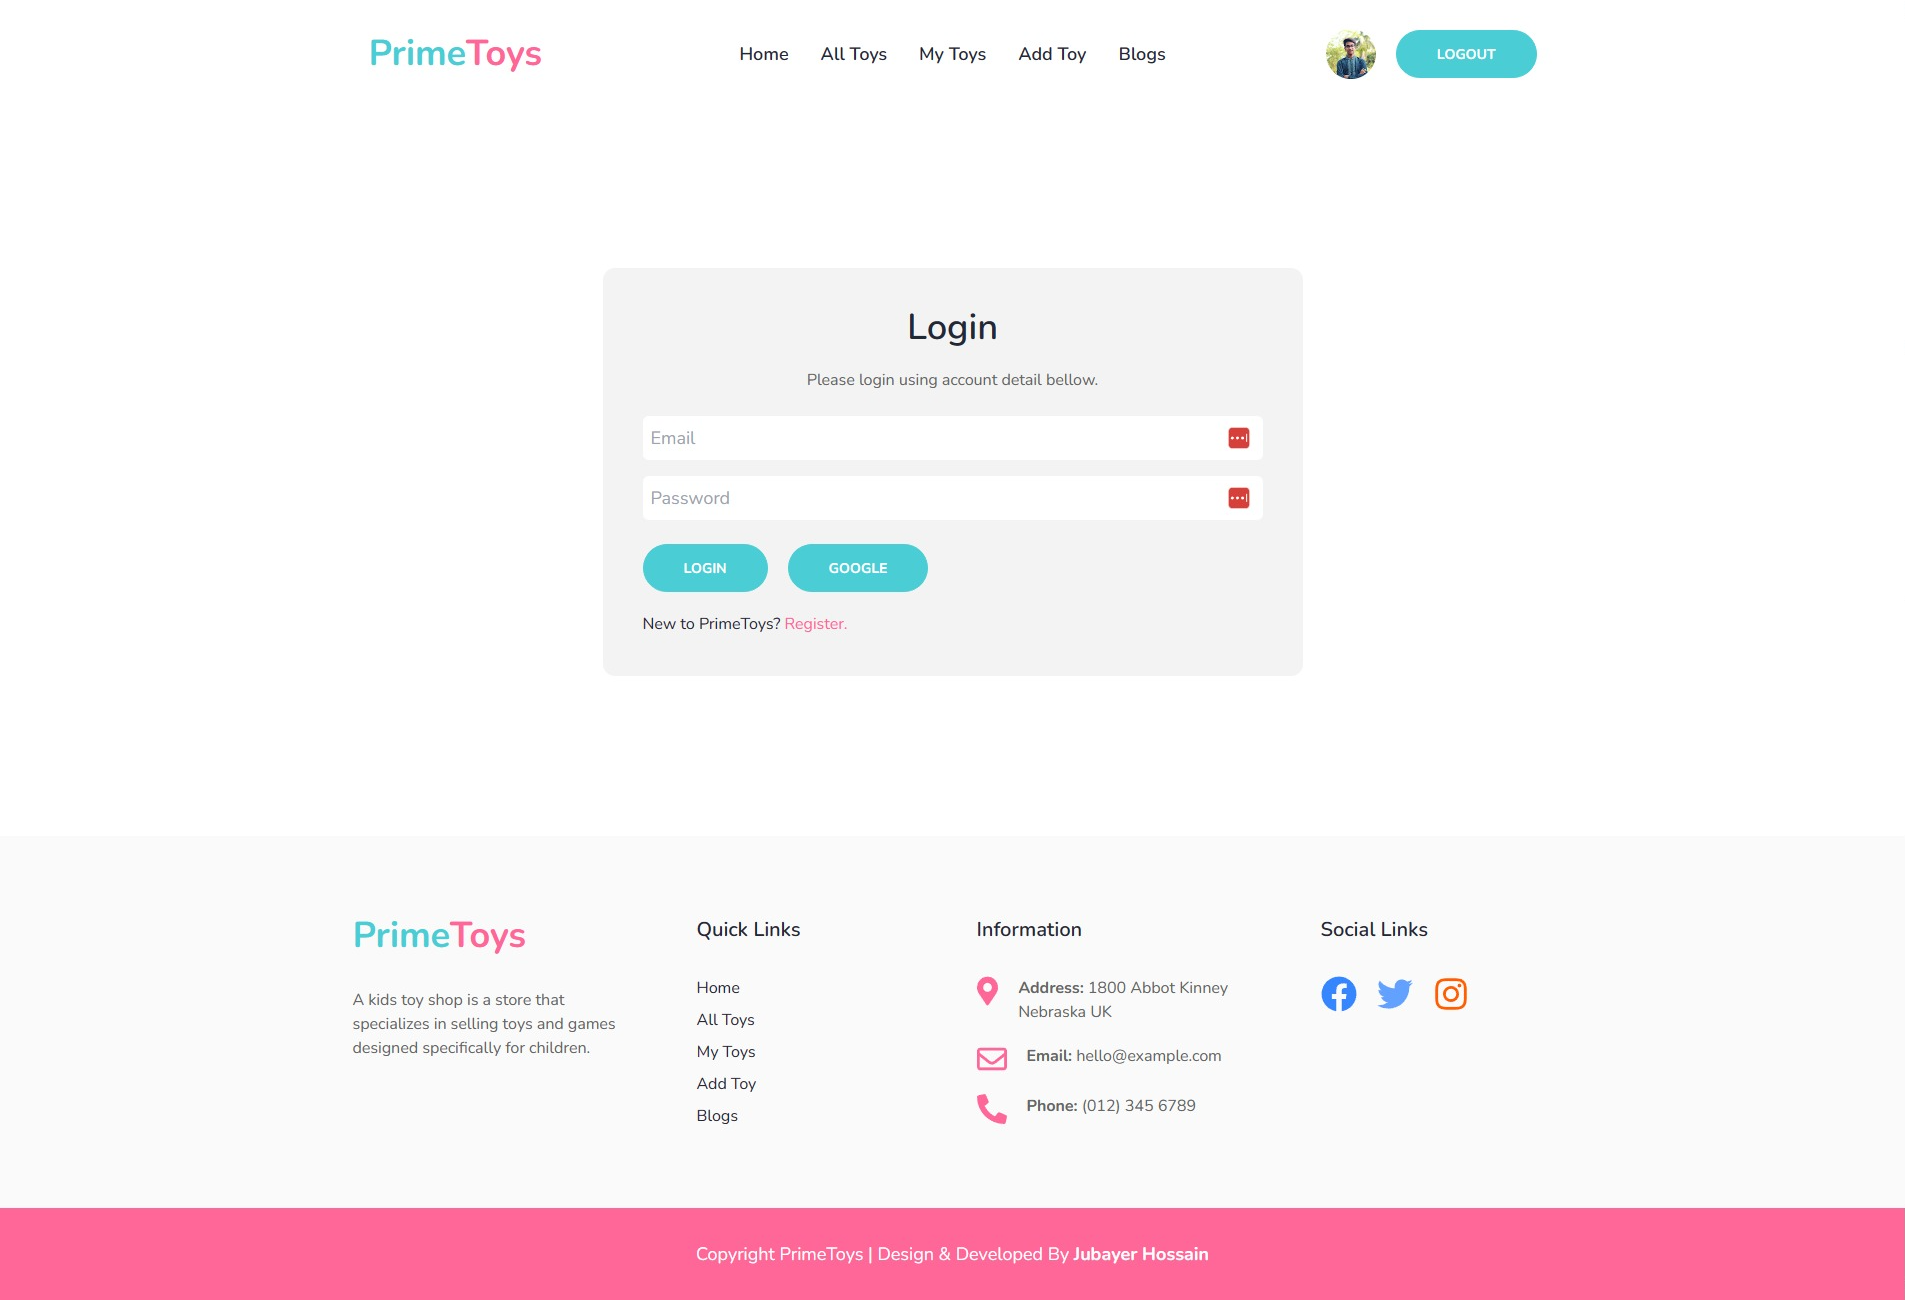 PrimeToys
Home
All Toys
My Toys
Add Toy
Blogs
LOGOUT
Login
Please login using account detail bellow.
Email
Password
LOGIN
GOOGLE
New to PrimeToys? Register.
PrimeToys
A kids toy shop is a store that
specializes in selling toys and games
designed specifically for children.
Quick Links
Home
All Toys
My Toys
Add Toy
Blogs
Information
Address: 1800 Abbot Kinney
Nebraska UK
Email: hello@example.com
Phone: (012) 345 6789
Social Links
Copyright PrimeToys | Design & Developed By Jubayer Hossain